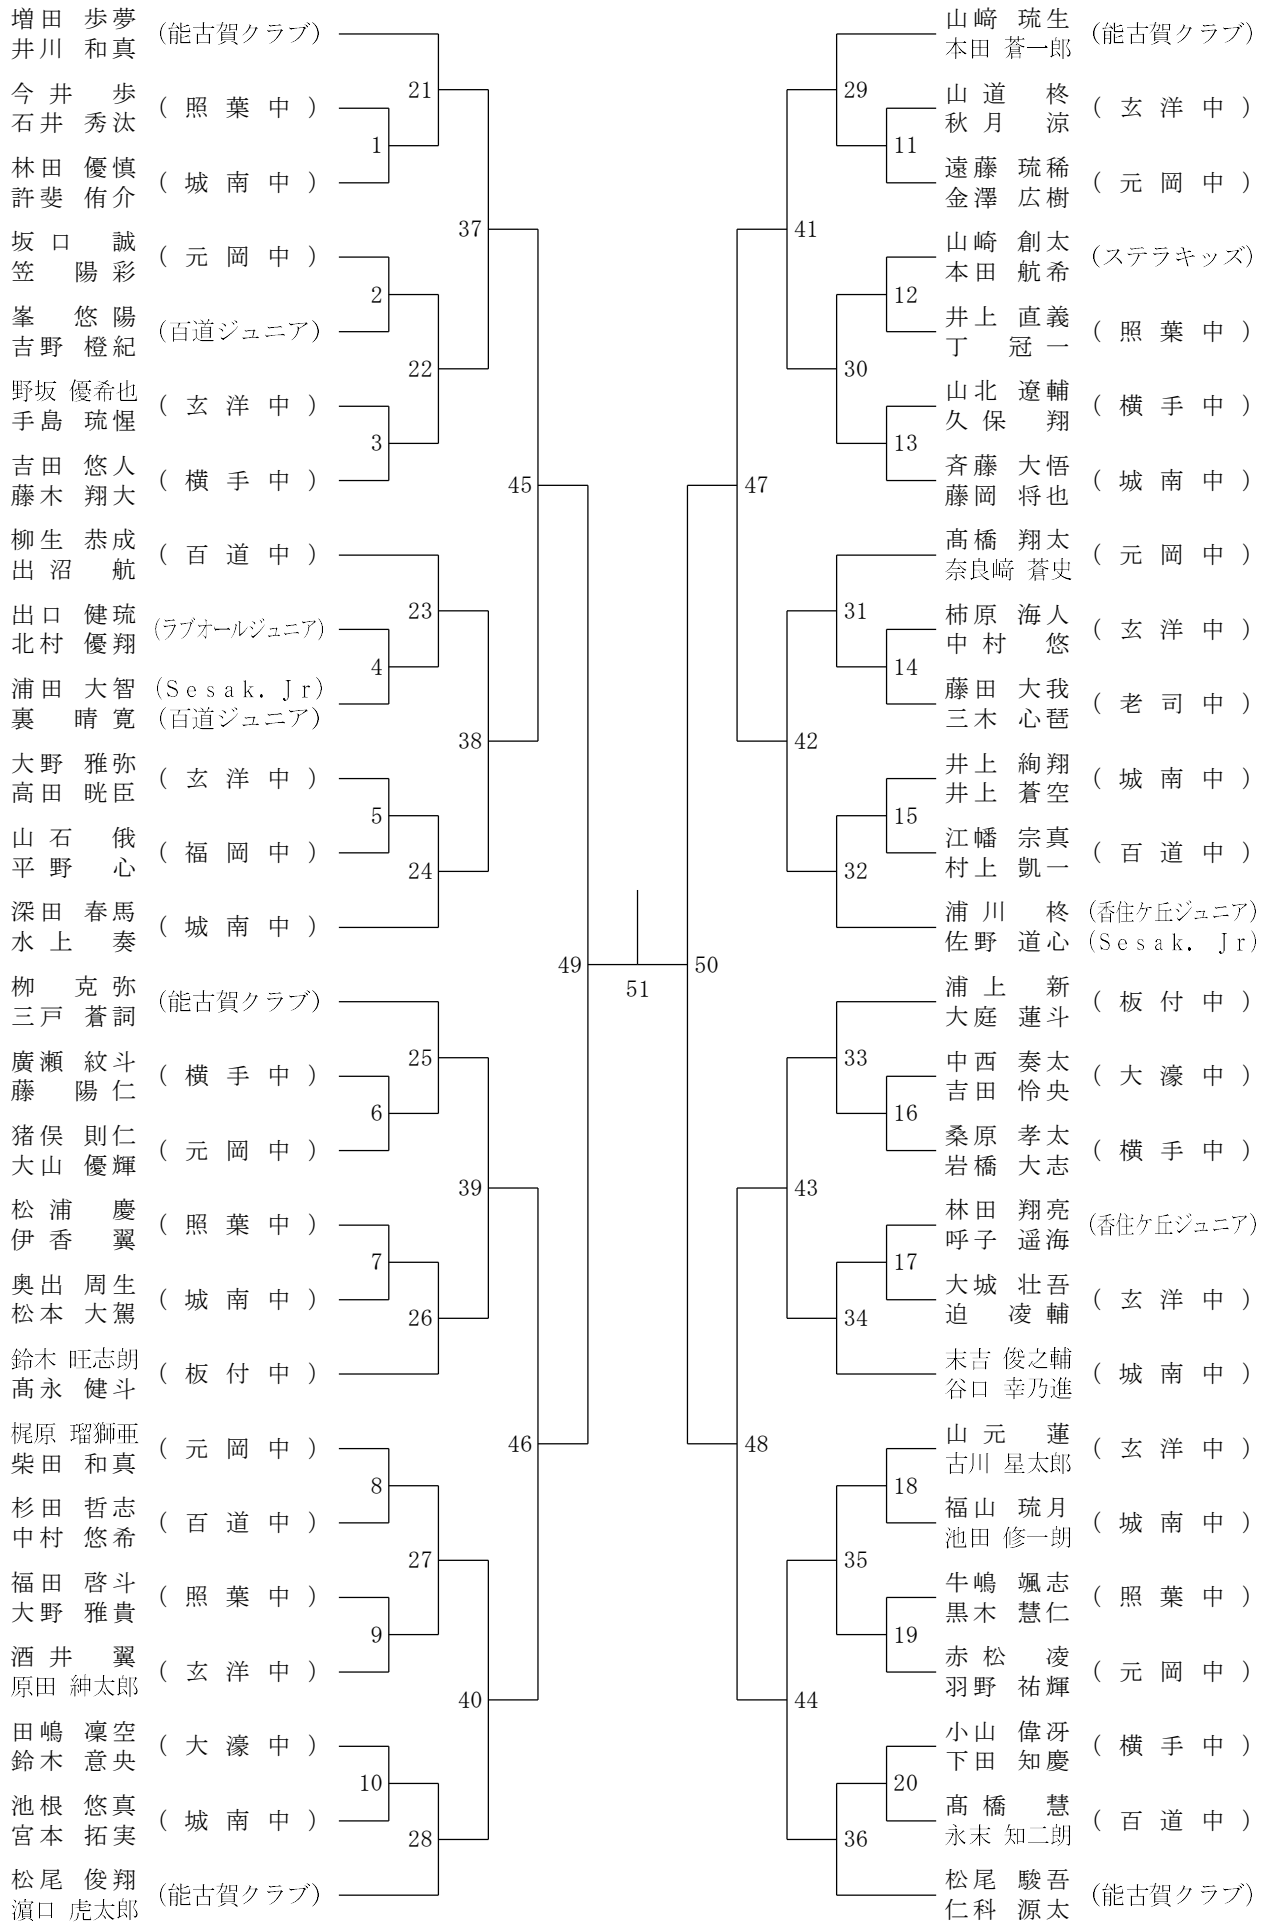 増田 歩夢
井川 和真 (能古賀クラブ)
今井 歩
石井 秀汰 (照葉中)
林田 優慎
許斐 侑介 (城南中)
坂口 誠
笠 陽彩 (元岡中)
峯 悠陽
吉野 橙紀 (百道ジュニア)
野坂 優希也
手島 琉惺 (玄洋中)
吉田 悠人
藤木 翔大 (横手中)
柳生 恭成
出沼 航 (百道中)
出口 健琉
北村 優翔 (ラブオールジュニア)
浦田 大智 (Sesak. Jr)
裏 晴寛 (百道ジュニア)
大野 雅弥
高田 晄臣 (玄洋中)
山石 俄
平野 心 (福岡中)
深田 春馬
水上 奏 (城南中)
栁 克弥
三戸 蒼詞 (能古賀クラブ)
廣瀬 紋斗
藤 陽仁 (横手中)
猪俣 則仁
大山 優輝 (元岡中)
松浦 慶
伊香 翼 (照葉中)
奥出 周生
松本 大駕 (城南中)
鈴木 旺志朗
髙永 健斗 (板付中)
梶原 瑠獅亜
柴田 和真 (元岡中)
杉田 哲志
中村 悠希 (百道中)
福田 啓斗
大野 雅貴 (照葉中)
酒井 翼
原田 紳太郎 (玄洋中)
田嶋 凜空
鈴木 意央 (大濠中)
池根 悠真
宮本 拓実 (城南中)
松尾 俊翔
濵口 虎太郎 (能古賀クラブ)
1
2
3
4
5
6
7
8
9
10
21
22
23
24
25
26
27
28
37
38
39
40
45
46
49
51
50
47
48
41
42
43
44
29
30
31
32
33
34
35
36
11
12
13
14
15
16
17
18
19
20
山﨑 琉生
本田 蒼一郎 (能古賀クラブ)
山道 柊
秋月 涼 (玄洋中)
遠藤 琉稀
金澤 広樹 (元岡中)
山崎 創太
本田 航希 (ステラキッズ)
井上 直義
丁 冠一 (照葉中)
山北 遼輔
久保 翔 (横手中)
斉藤 大悟
藤岡 将也 (城南中)
髙橋 翔太
奈良﨑 蒼史 (元岡中)
柿原 海人
中村 悠 (玄洋中)
藤田 大我
三木 心琶 (老司中)
井上 絢翔
井上 蒼空 (城南中)
江幡 宗真
村上 凱一 (百道中)
浦川 柊 (香住ケ丘ジュニア)
佐野 道心 (Sesak. Jr)
浦上 新
大庭 蓮斗 (板付中)
中西 奏太
吉田 怜央 (大濠中)
桑原 孝太
岩橋 大志 (横手中)
林田 翔亮
呼子 遥海 (香住ケ丘ジュニア)
大城 壮吾
迫 凌輔 (玄洋中)
末吉 俊之輔
谷口 幸乃進 (城南中)
山元 蓮
古川 星太郎 (玄洋中)
福山 琉月
池田 修一朗 (城南中)
牛嶋 颯志
黒木 慧仁 (照葉中)
赤松 凌
羽野 祐輝 (元岡中)
小山 偉冴
下田 知慶 (横手中)
髙橋 慧
永末 知二朗 (百道中)
松尾 駿吾
仁科 源太 (能古賀クラブ)